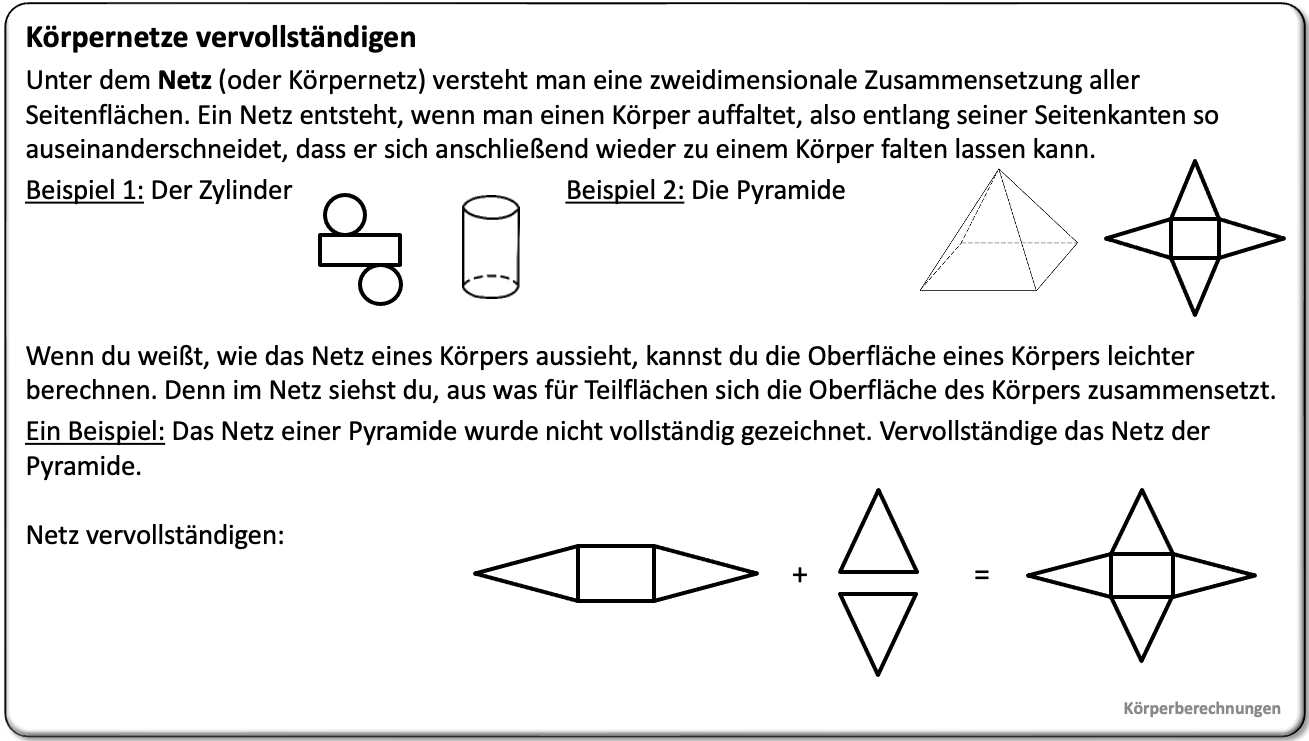 Körpernetze vervollständigen
Unter dem Netz (oder Körpernetz) versteht man eine zweidimensionale Zusammensetzung aller
Seitenflächen. Ein Netz entsteht, wenn man einen Körper auffaltet, also entlang seiner Seitenkanten so
auseinanderschneidet, dass er sich anschließend wieder zu einem Körper falten lassen kann.
Beispiel 1: Der Zylinder
Beispiel 2: Die Pyramide
Wenn du weißt, wie das Netz eines Körpers aussieht, kannst du die Oberfläche eines Körpers leichter
berechnen. Denn im Netz siehst du, aus was für Teilflächen sich die Oberfläche des Körpers zusammensetzt.
Ein Beispiel: Das Netz einer Pyramide wurde nicht vollständig gezeichnet. Vervollständige das Netz der
Pyramide.
Netz vervollständigen:
+ =
Körperberechnungen